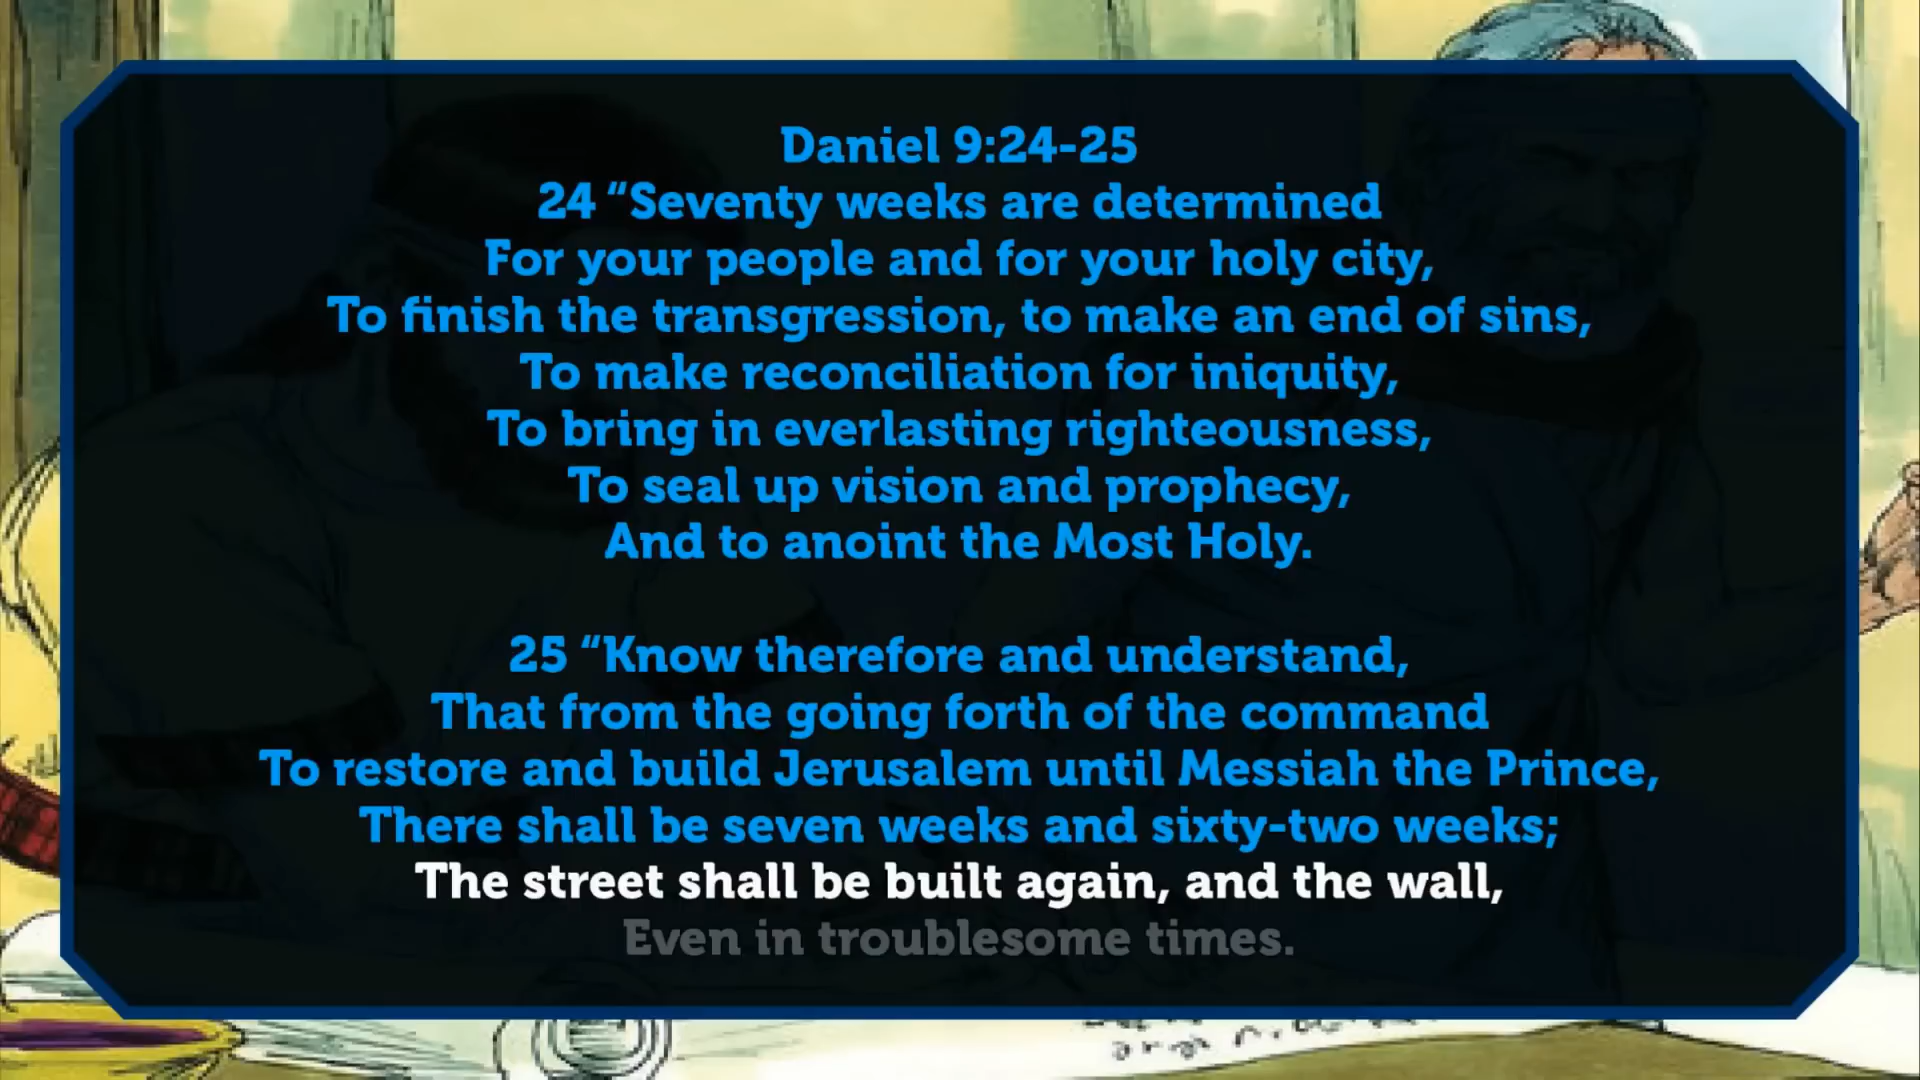 Daniel 9:24-25
24 “Seventy weeks are determined
For your people and for your holy city,
To finish the transgression, to make an end of sins,
To make reconciliation for iniquity,
To bring in everlasting righteousness,
To seal up vision and prophecy,
And to anoint the Most Holy.
25 “Know therefore and understand,
That from the going forth of the command
To restore and build Jerusalem until Messiah the Prince,
There shall be seven weeks and sixty-two weeks;
The street shall be built again, and the wall,
Even in troublesome times.